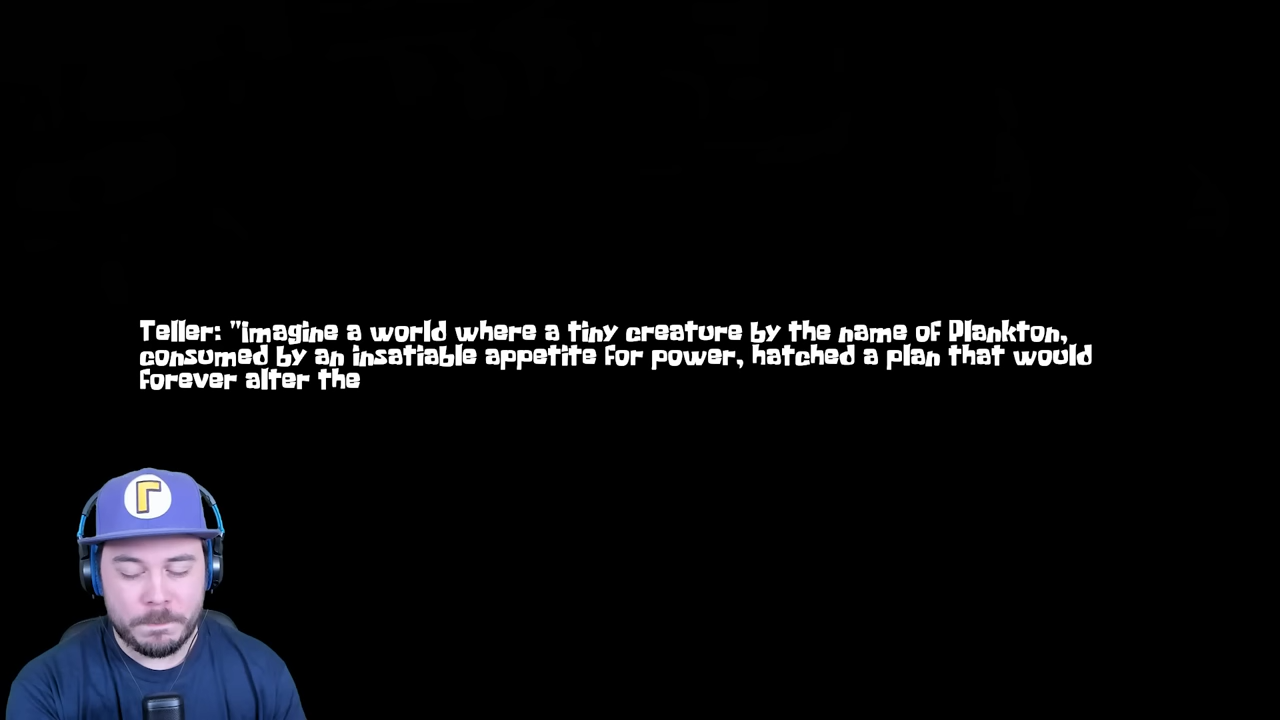 Teller: "imagine a world where a tiny creature by the name of Plankton,
consumed by an insatiable appetite for power, hatched a plan that would
forever alter the